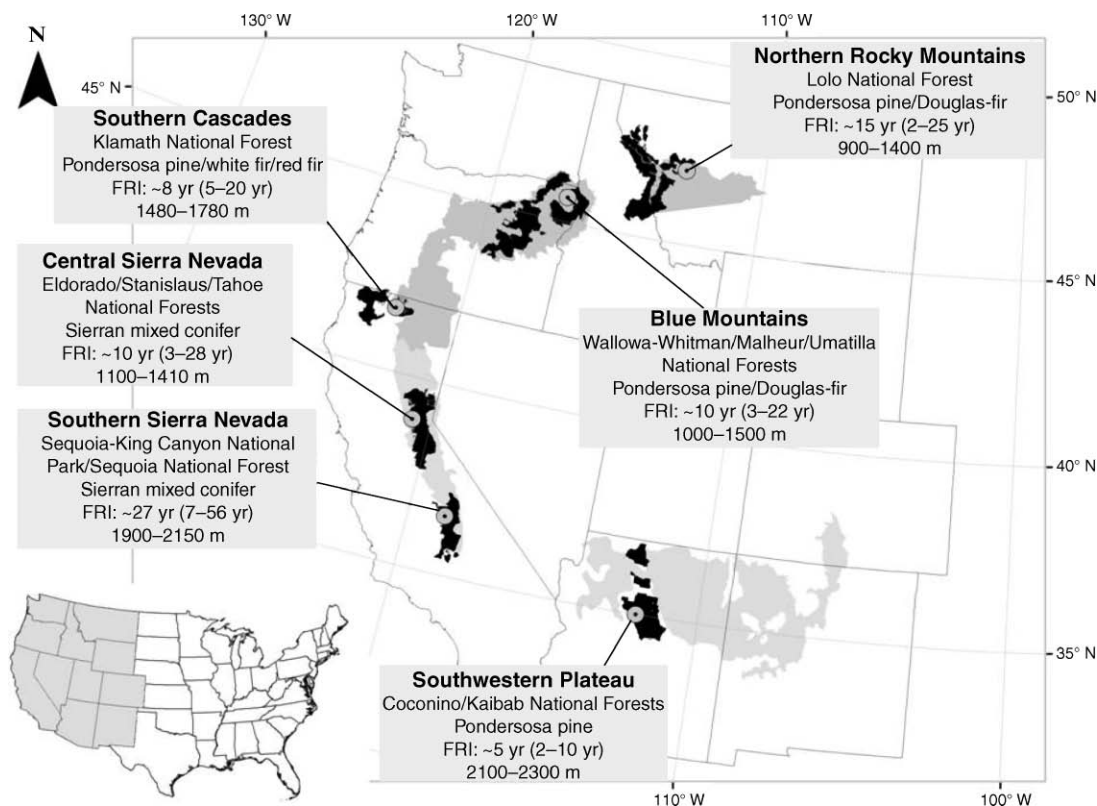 130° W
120° W
110° W
N
45° N
50° N
Northern Rocky Mountains
Lolo National Forest
Pondersosa pine/Douglas-fir
FRI: ~15 yr (2–25 yr)
900–1400 m
Southern Cascades
Klamath National Forest
Pondersosa pine/white fir/red fir
FRI: ~8 yr (5–20 yr)
1480–1780 m
Central Sierra Nevada
Eldorado/Stanislaus/Tahoe
National Forests
Sierran mixed conifer
FRI: ~10 yr (3–28 yr)
1100–1410 m
45° N
Blue Mountains
Wallowa-Whitman/Malheur/Umatilla
National Forests
Pondersosa pine/Douglas-fir
FRI: ~10 yr (3–22 yr)
1000–1500 m
Southern Sierra Nevada
Sequoia-King Canyon National
Park/Sequoia National Forest
Sierran mixed conifer
FRI: ~27 yr (7–56 yr)
1900–2150 m
40° N
35° N
Southwestern Plateau
Coconino/Kaibab National Forests
Pondersosa pine
FRI: ~5 yr (2–10 yr)
2100–2300 m
110° W
100° W